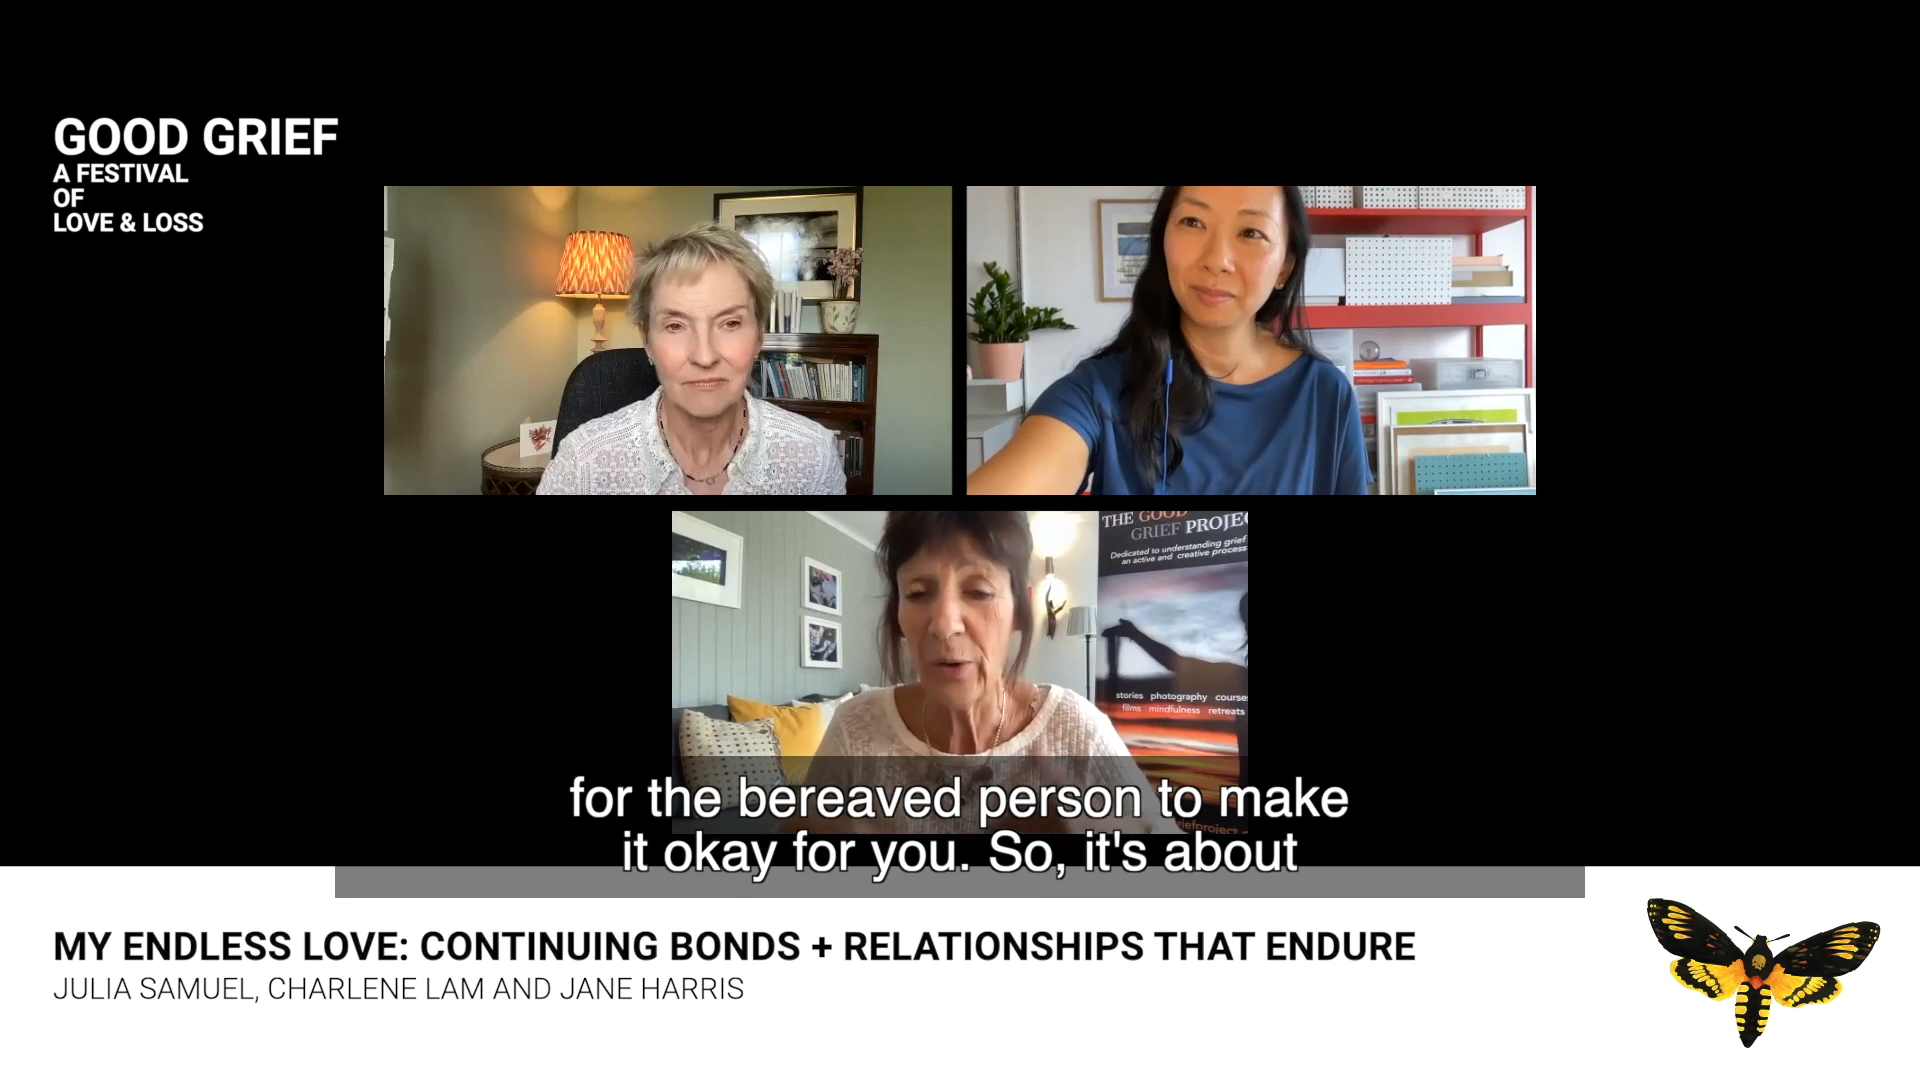 GOOD GRIEF
A FESTIVAL
OF
LOVE & LOSS
THE GOOD
GRIEF
Dedicated to understanding grief
an active and creative process
stories photography
films mindfulness retreats
for the bereaved person to make
it okay for you. So, it's about
MY ENDLESS LOVE: CONTINUING BONDS + RELATIONSHIPS THAT ENDURE
JULIA SAMUEL, CHARLENE LAM AND JANE HARRIS